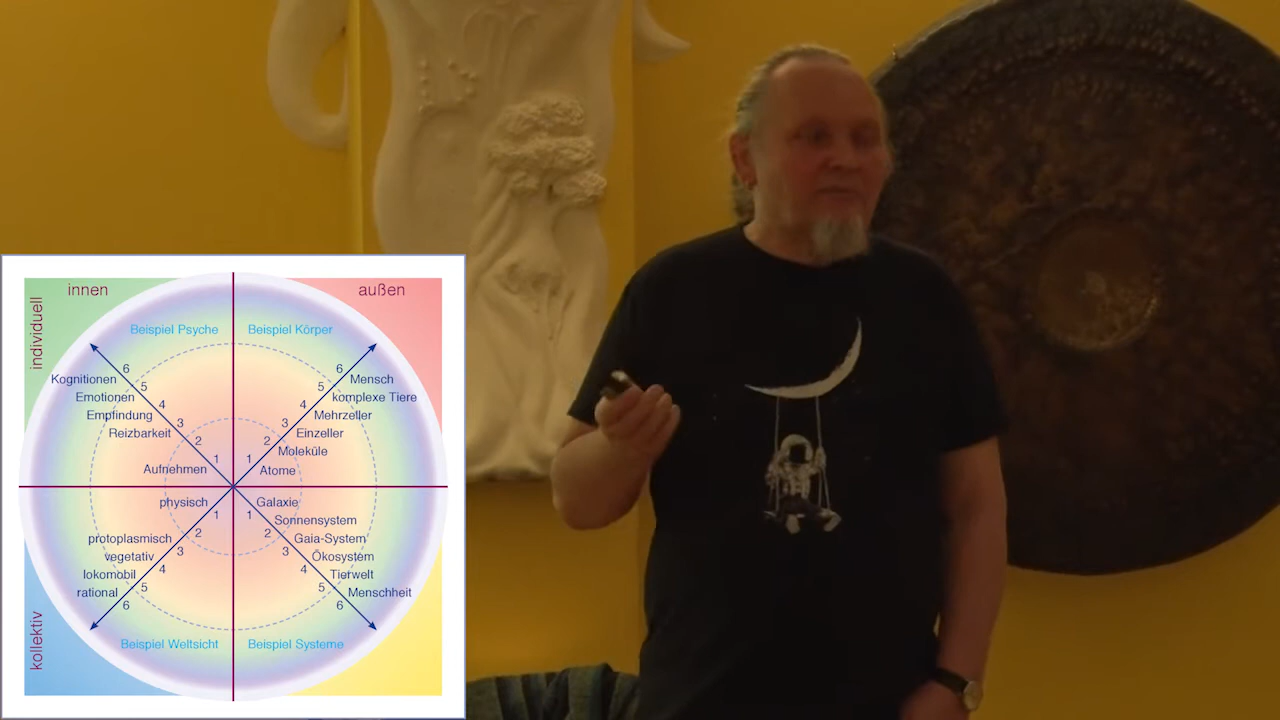 innen
außen
individuell
Beispiel Psyche
Beispiel Körper
6
Kognitionen
5
Emotionen
4
Empfindung
3
Reizbarkeit
2
Aufnehmen
1
6
Mensch
5
komplexe Tiere
4
Mehrzeller
3
Einzeller
2
Moleküle
1
Atome
physisch
1
2
protoplasmisch
3
vegetativ
4
lokomobil
5
rational
6
Galaxie
1
Sonnensystem
2
Gaia-System
3
Ökosystem
4
Tierwelt
5
Menschheit
6
kollektiv
Beispiel Weltsicht
Beispiel Systeme